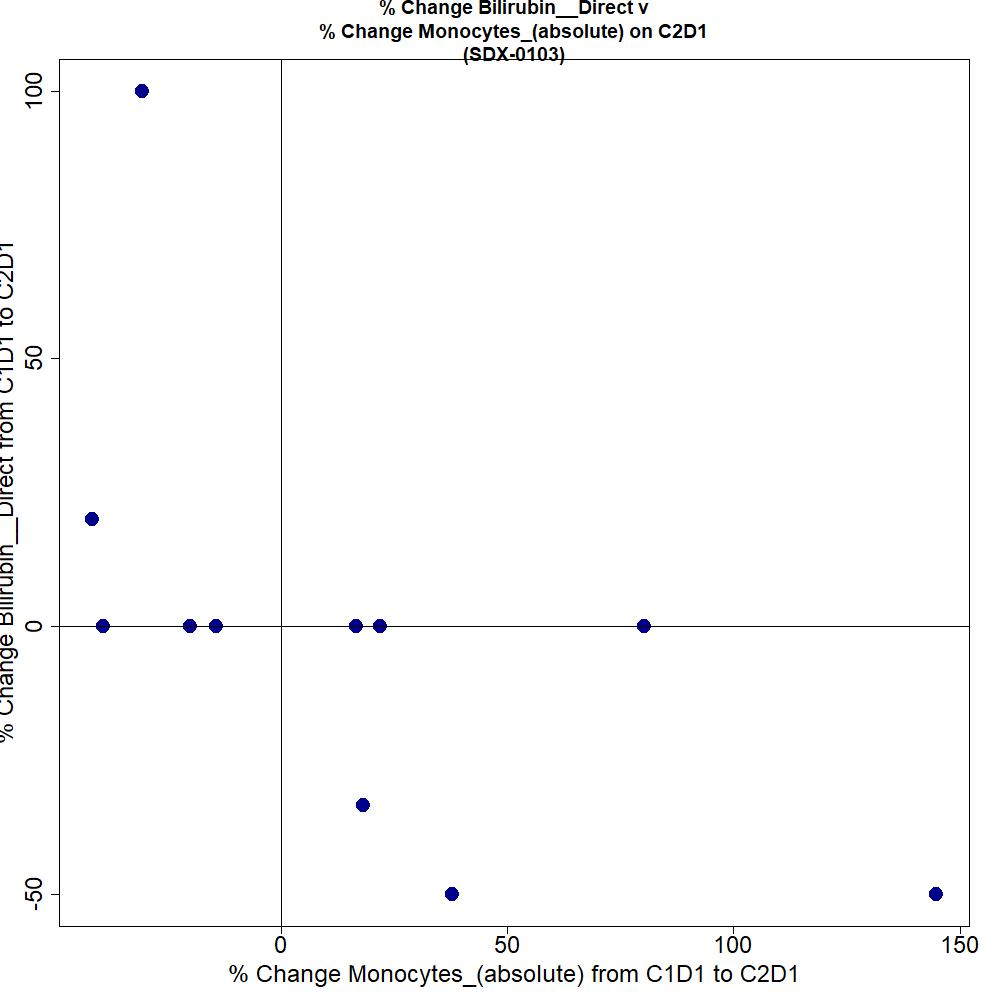 % Change Bilirubin__Direct v
% Change Monocytes_(absolute) on C2D1
(SDX-0103)
% Change Bilirubin__Direct from C1D1 to C2D1
100
50
0
-50
0
50
100
150
% Change Monocytes_(absolute) from C1D1 to C2D1